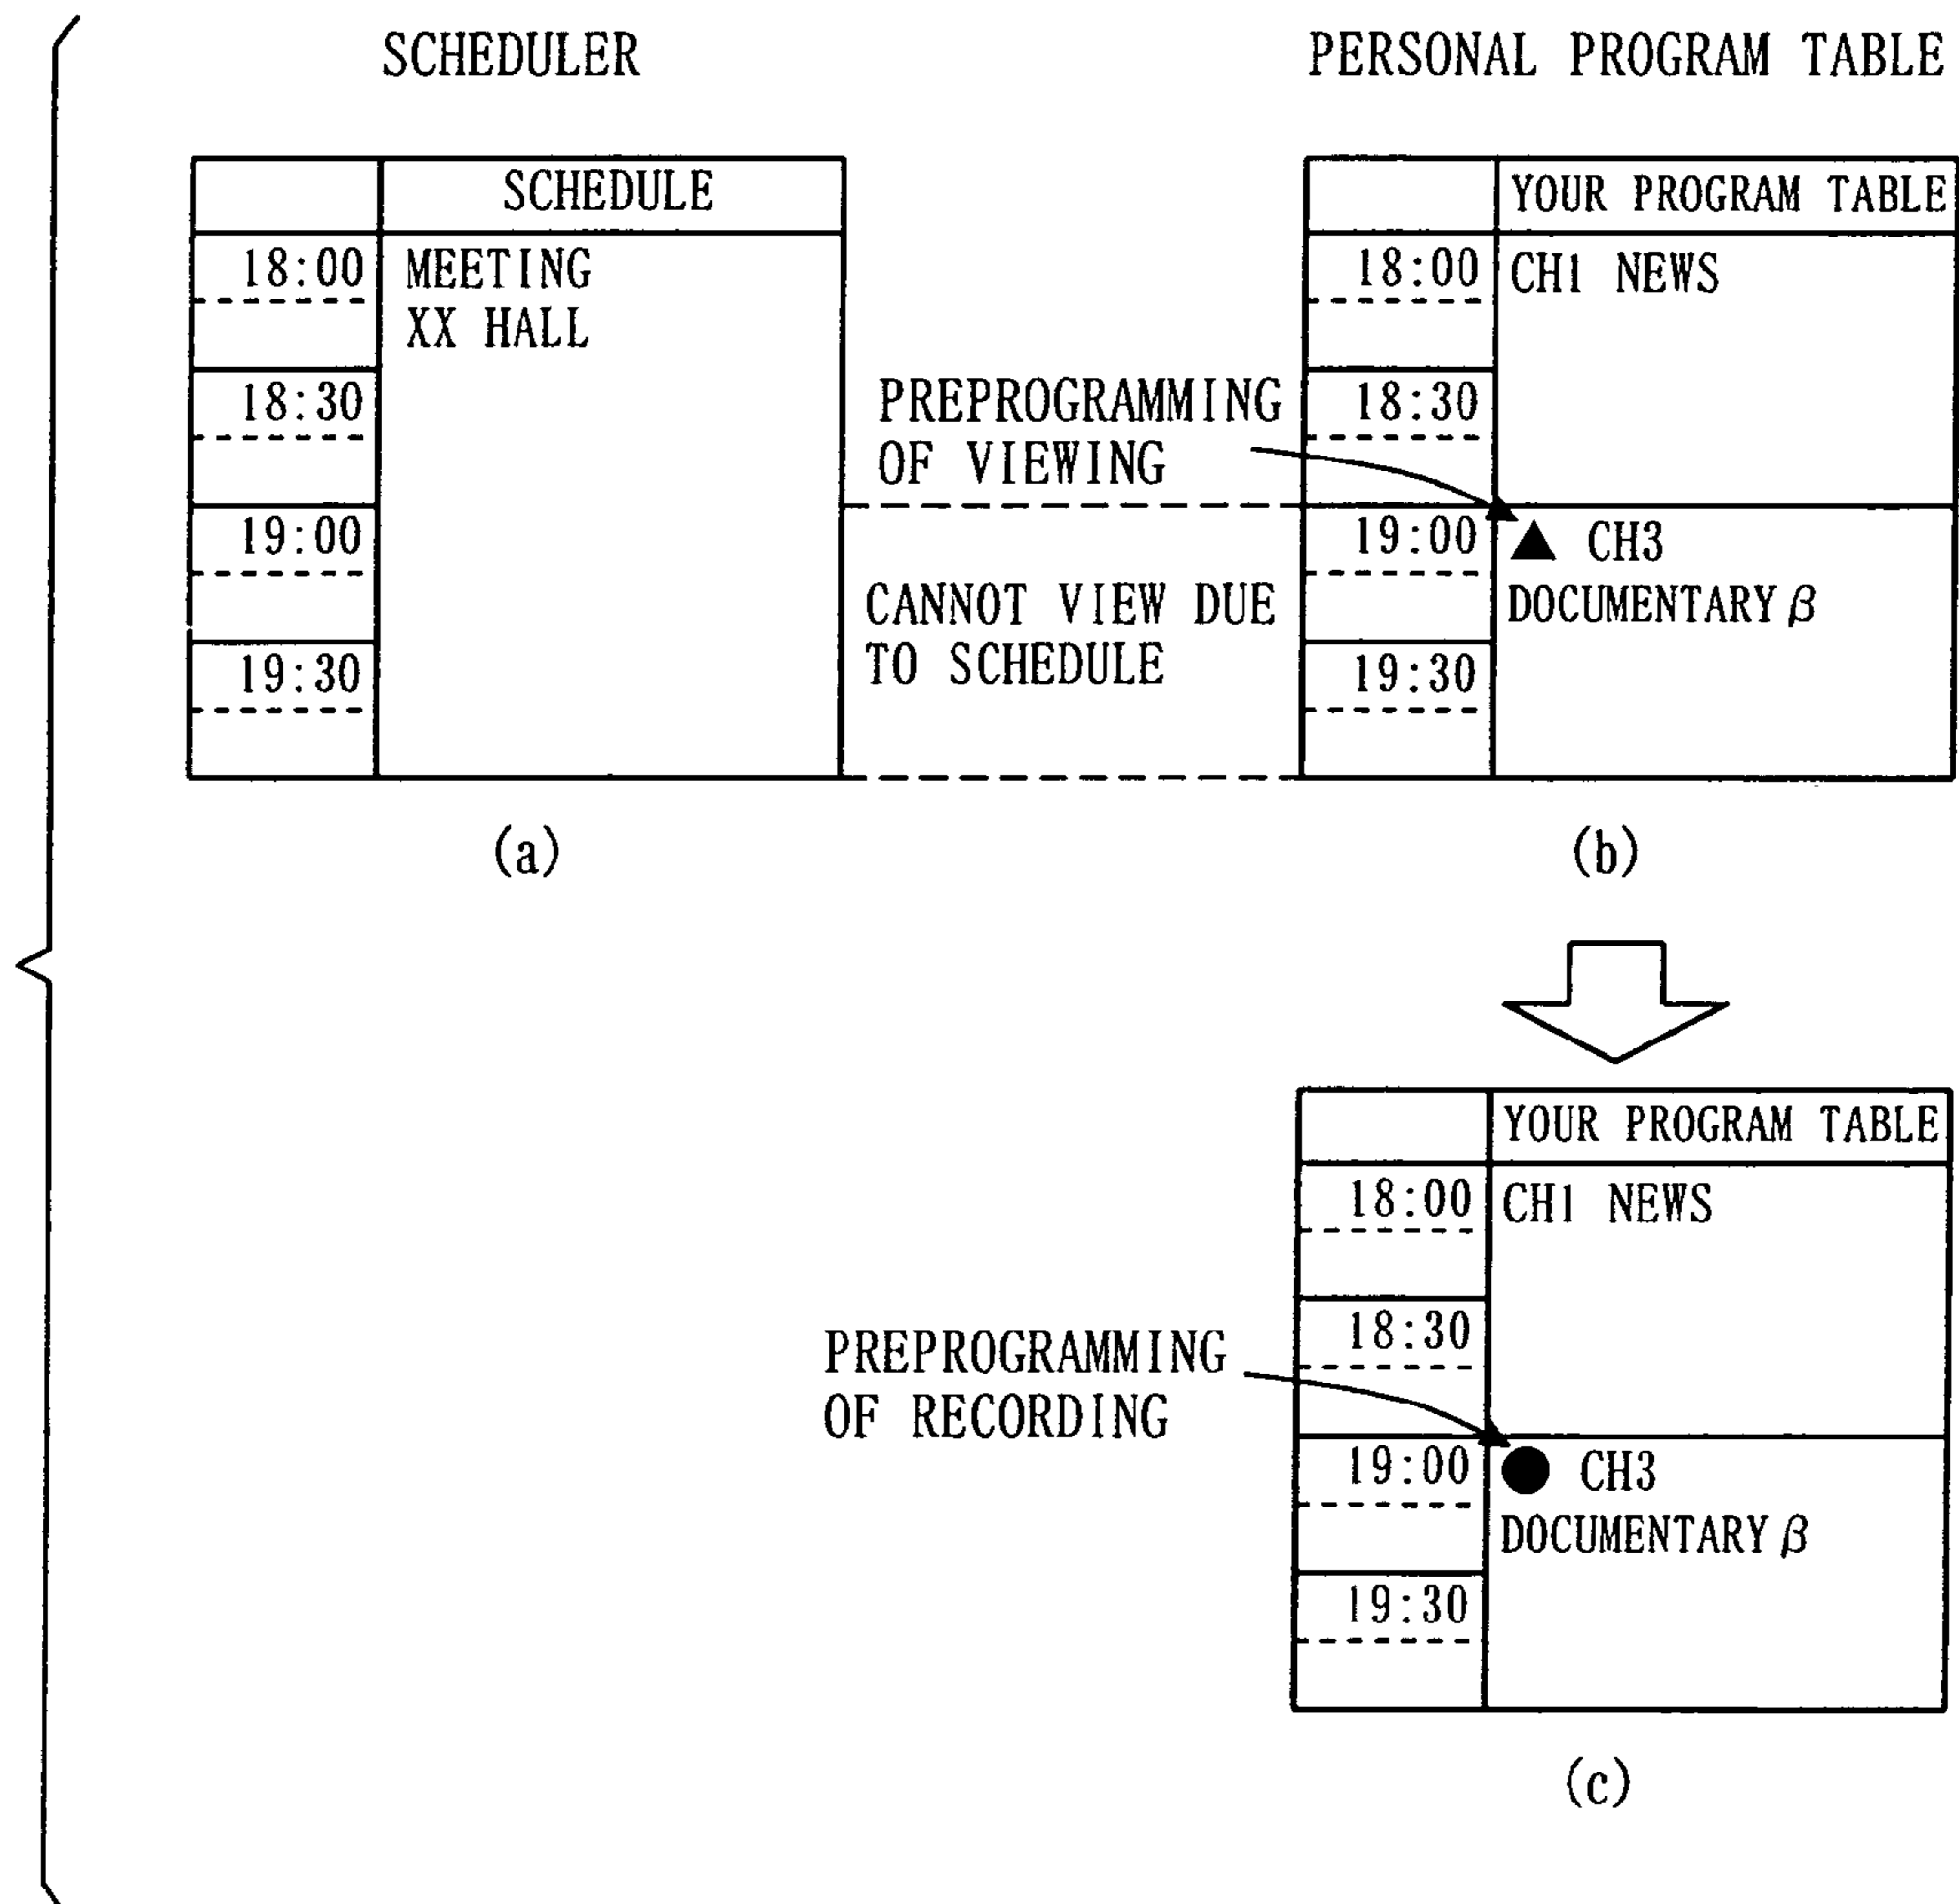 SCHEDULER
PERSONAL PROGRAM TABLE
SCHEDULE
18:00
MEETING
XX HALL
18:30
19:00
19:30
(a)
PREPROGRAMMING
OF VIEWING
CANNOT VIEW DUE
TO SCHEDULE
YOUR PROGRAM TABLE
18:00
CH1 NEWS
18:30
19:00
▲ CH3
DOCUMENTARY β
19:30
(b)
YOUR PROGRAM TABLE
18:00
CH1 NEWS
18:30
PREPROGRAMMING
OF RECORDING
19:00
● CH3
DOCUMENTARY β
19:30
(c)